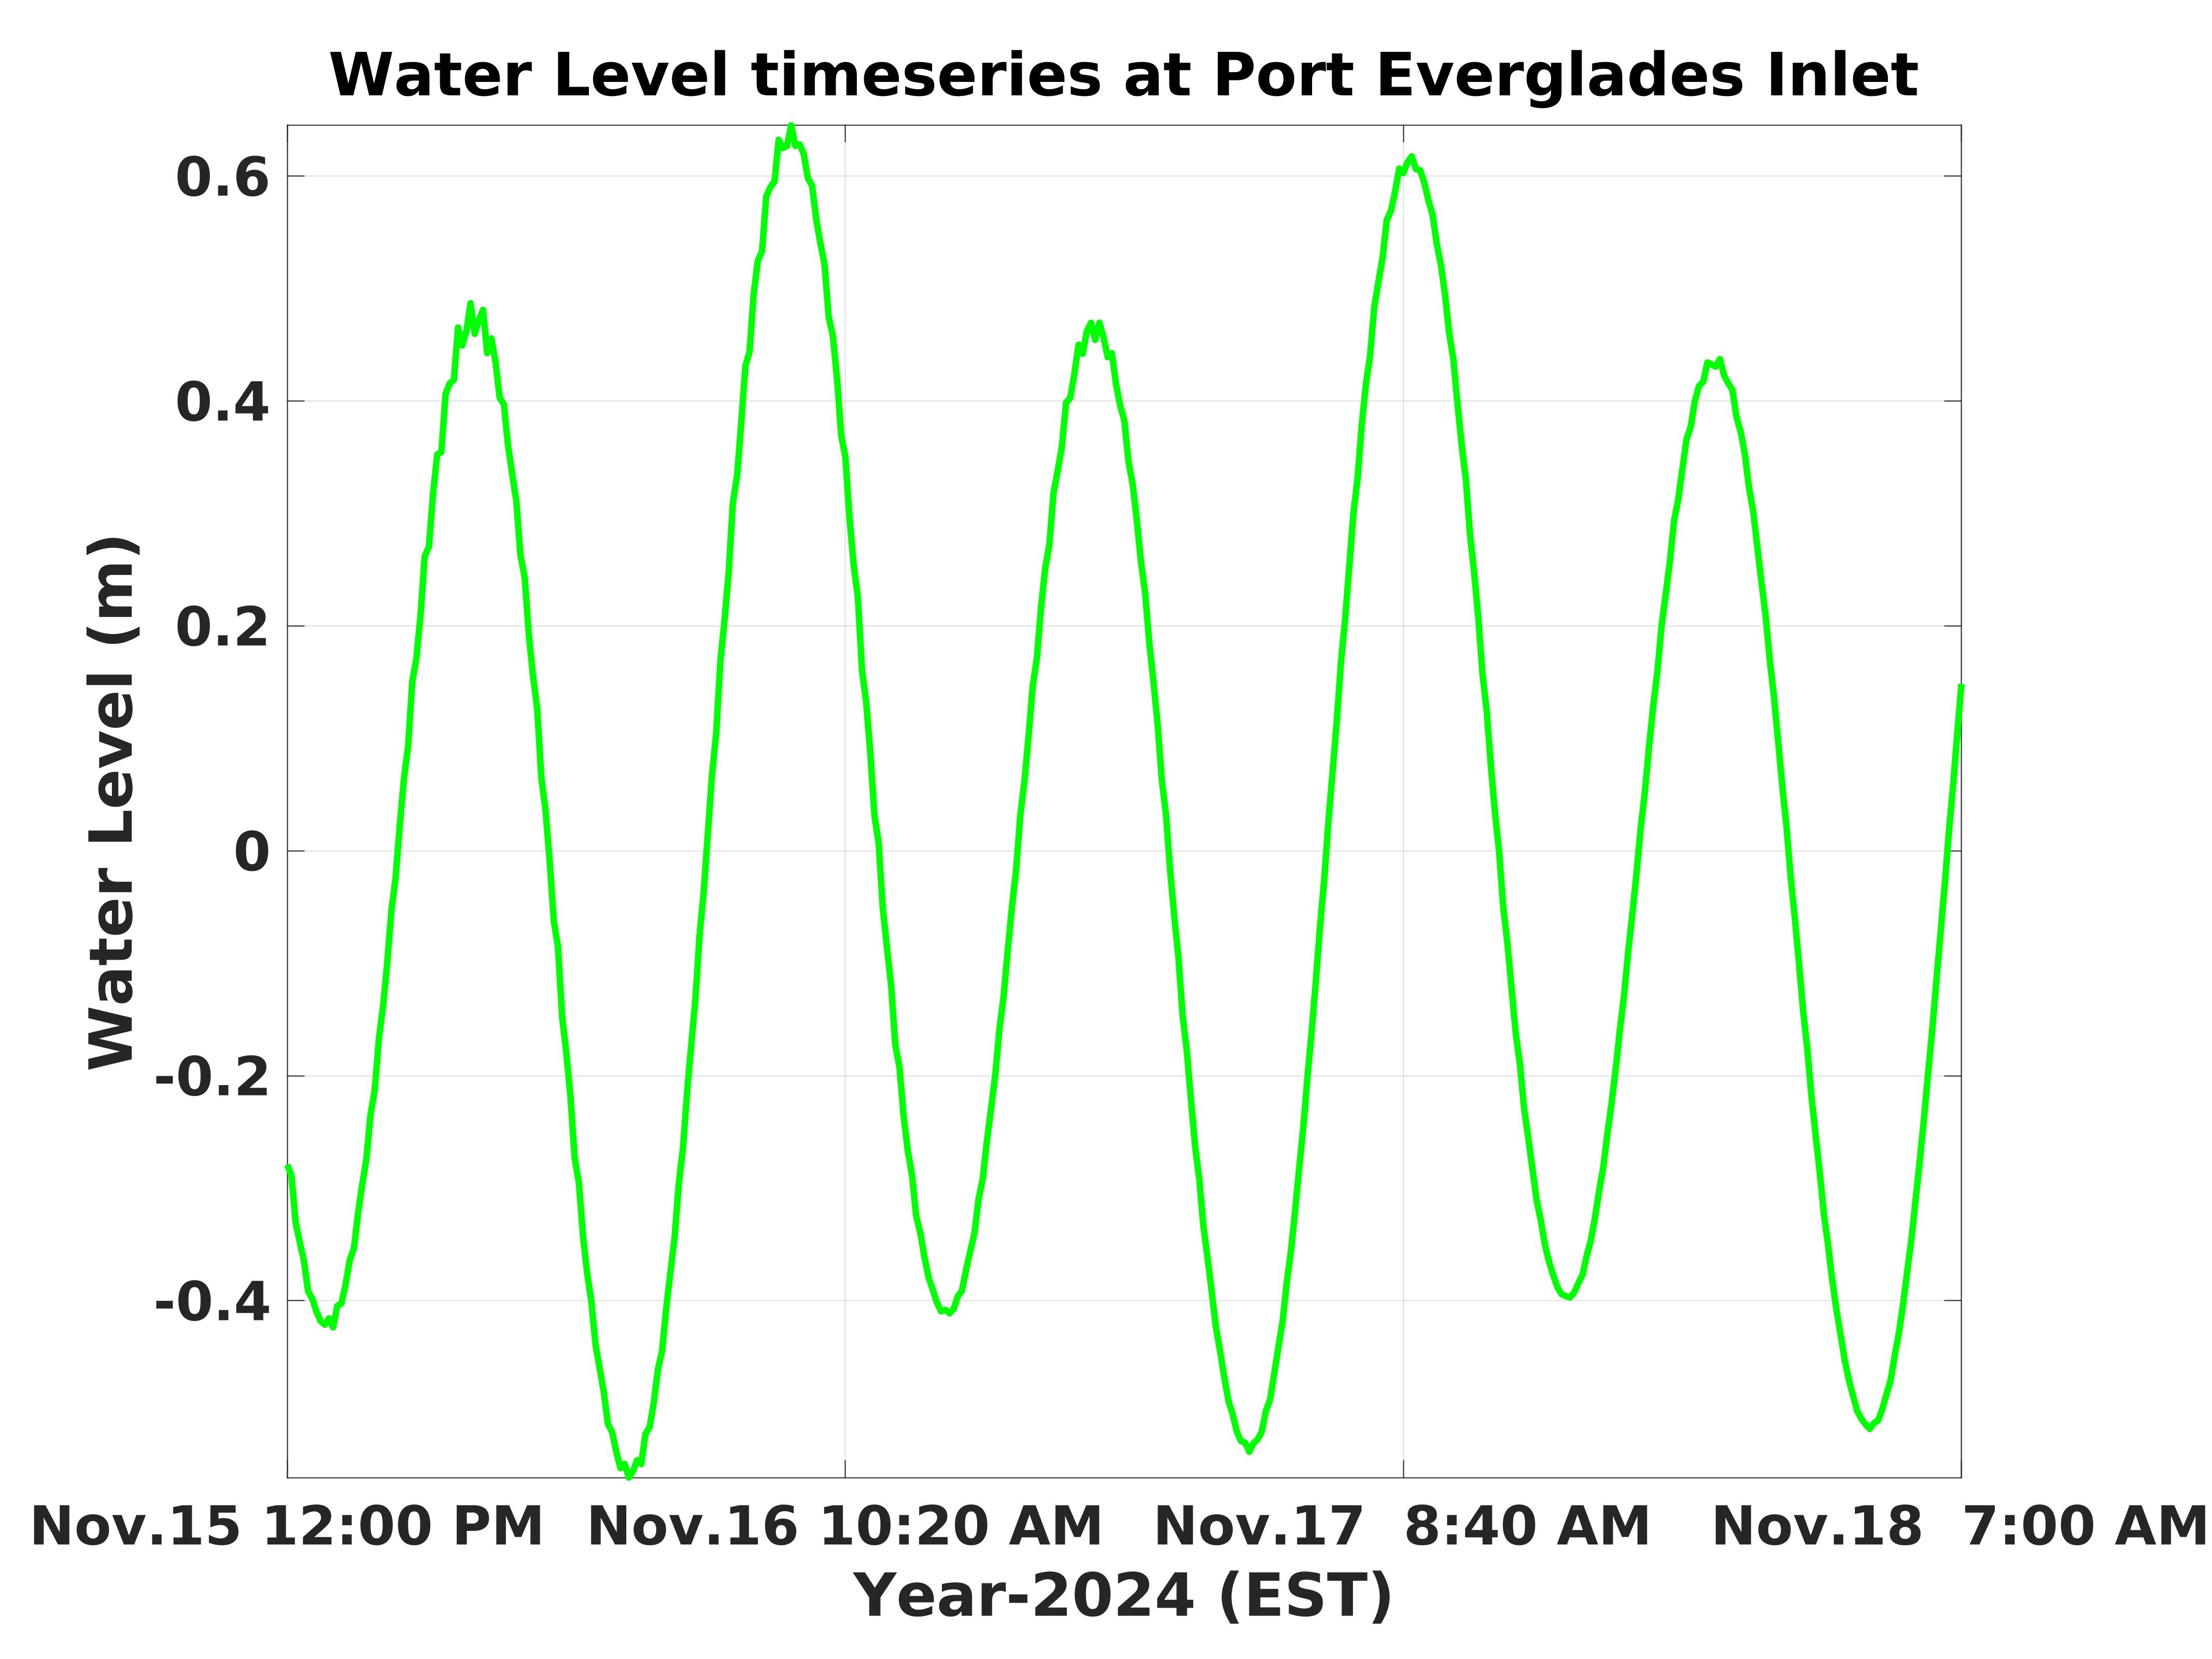 Water Level timeseries at Port Everglades Inlet
0.6
0.4
0.2
0
-0.2
-0.4
Water Level (m)
Nov.15 12:00 PM Nov.16 10:20 AM Nov.17 8:40 AM Nov.18 7:00 AM
Year-2024 (EST)